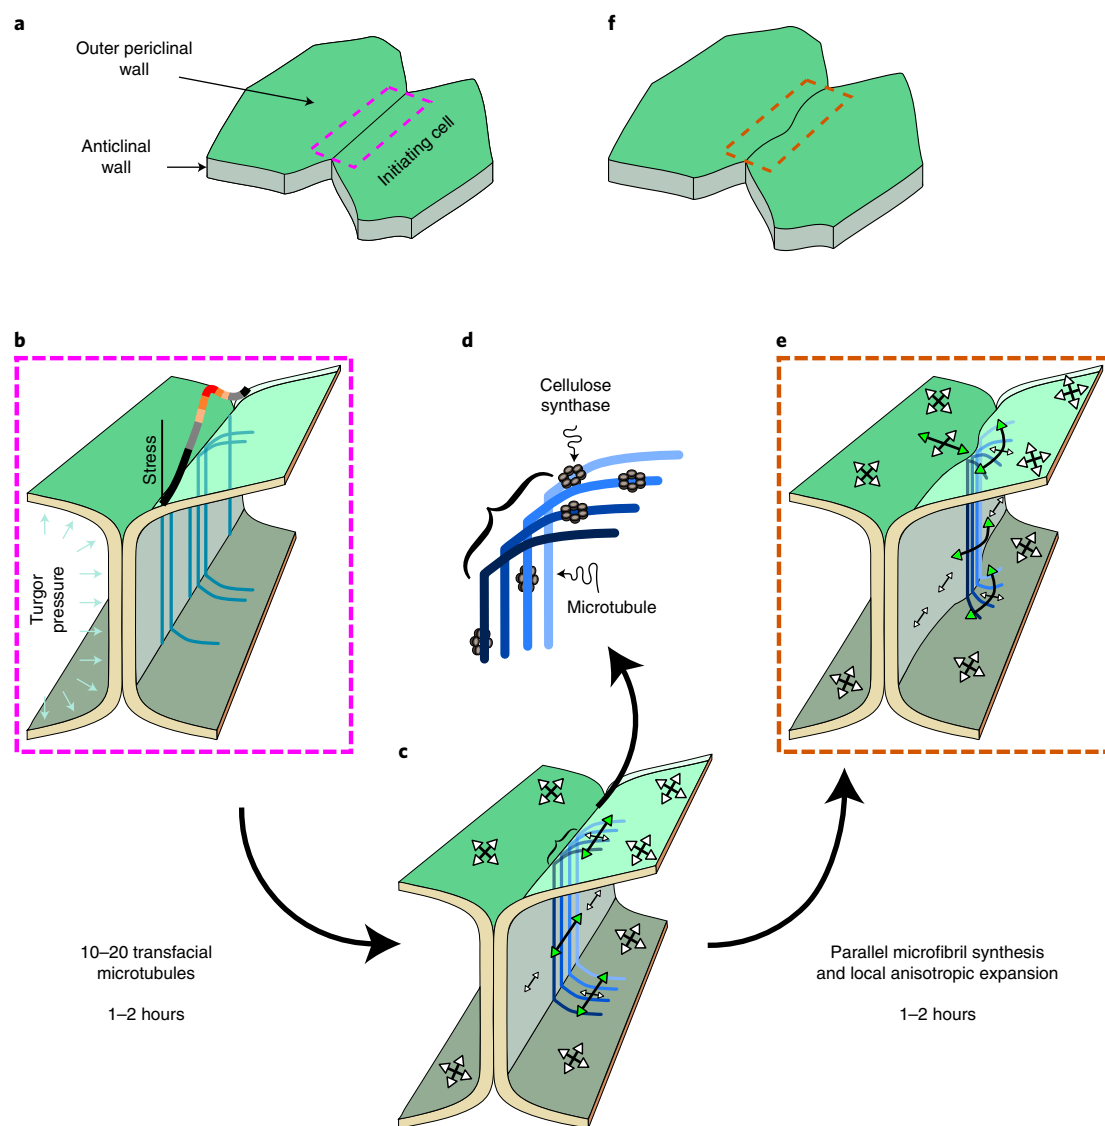 a
f
Outer periclinal
wall
Anticlinal
wall
Initiating cell
b
d
e
Stress
Turgor
pressure
Cellulose
synthase
Microtubule
c
10–20 transfacial
microtubules
1–2 hours
Parallel microfibril synthesis
and local anisotropic expansion
1–2 hours